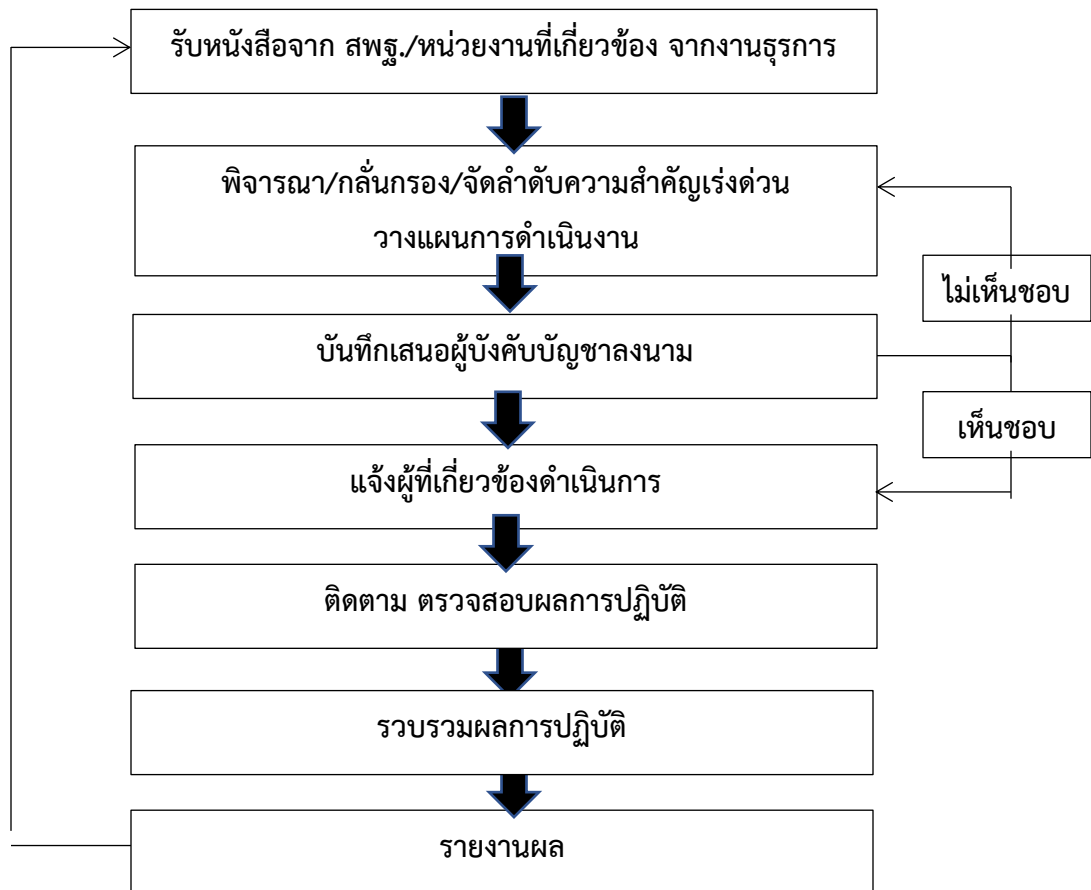 รับหนังสือจาก สพฐ./หน่วยงานที่เกี่ยวข้อง จากงานธุรการ
พิจารณา/กลั่นกรอง/จัดลำดับความสำคัญเร่งด่วน
วางแผนการดำเนินงาน
ไม่เห็นชอบ
บันทึกเสนอผู้บังคับบัญชาลงนาม
เห็นชอบ
แจ้งผู้ที่เกี่ยวข้องดำเนินการ
ติดตาม ตรวจสอบผลการปฏิบัติ
รวบรวมผลการปฏิบัติ
รายงานผล